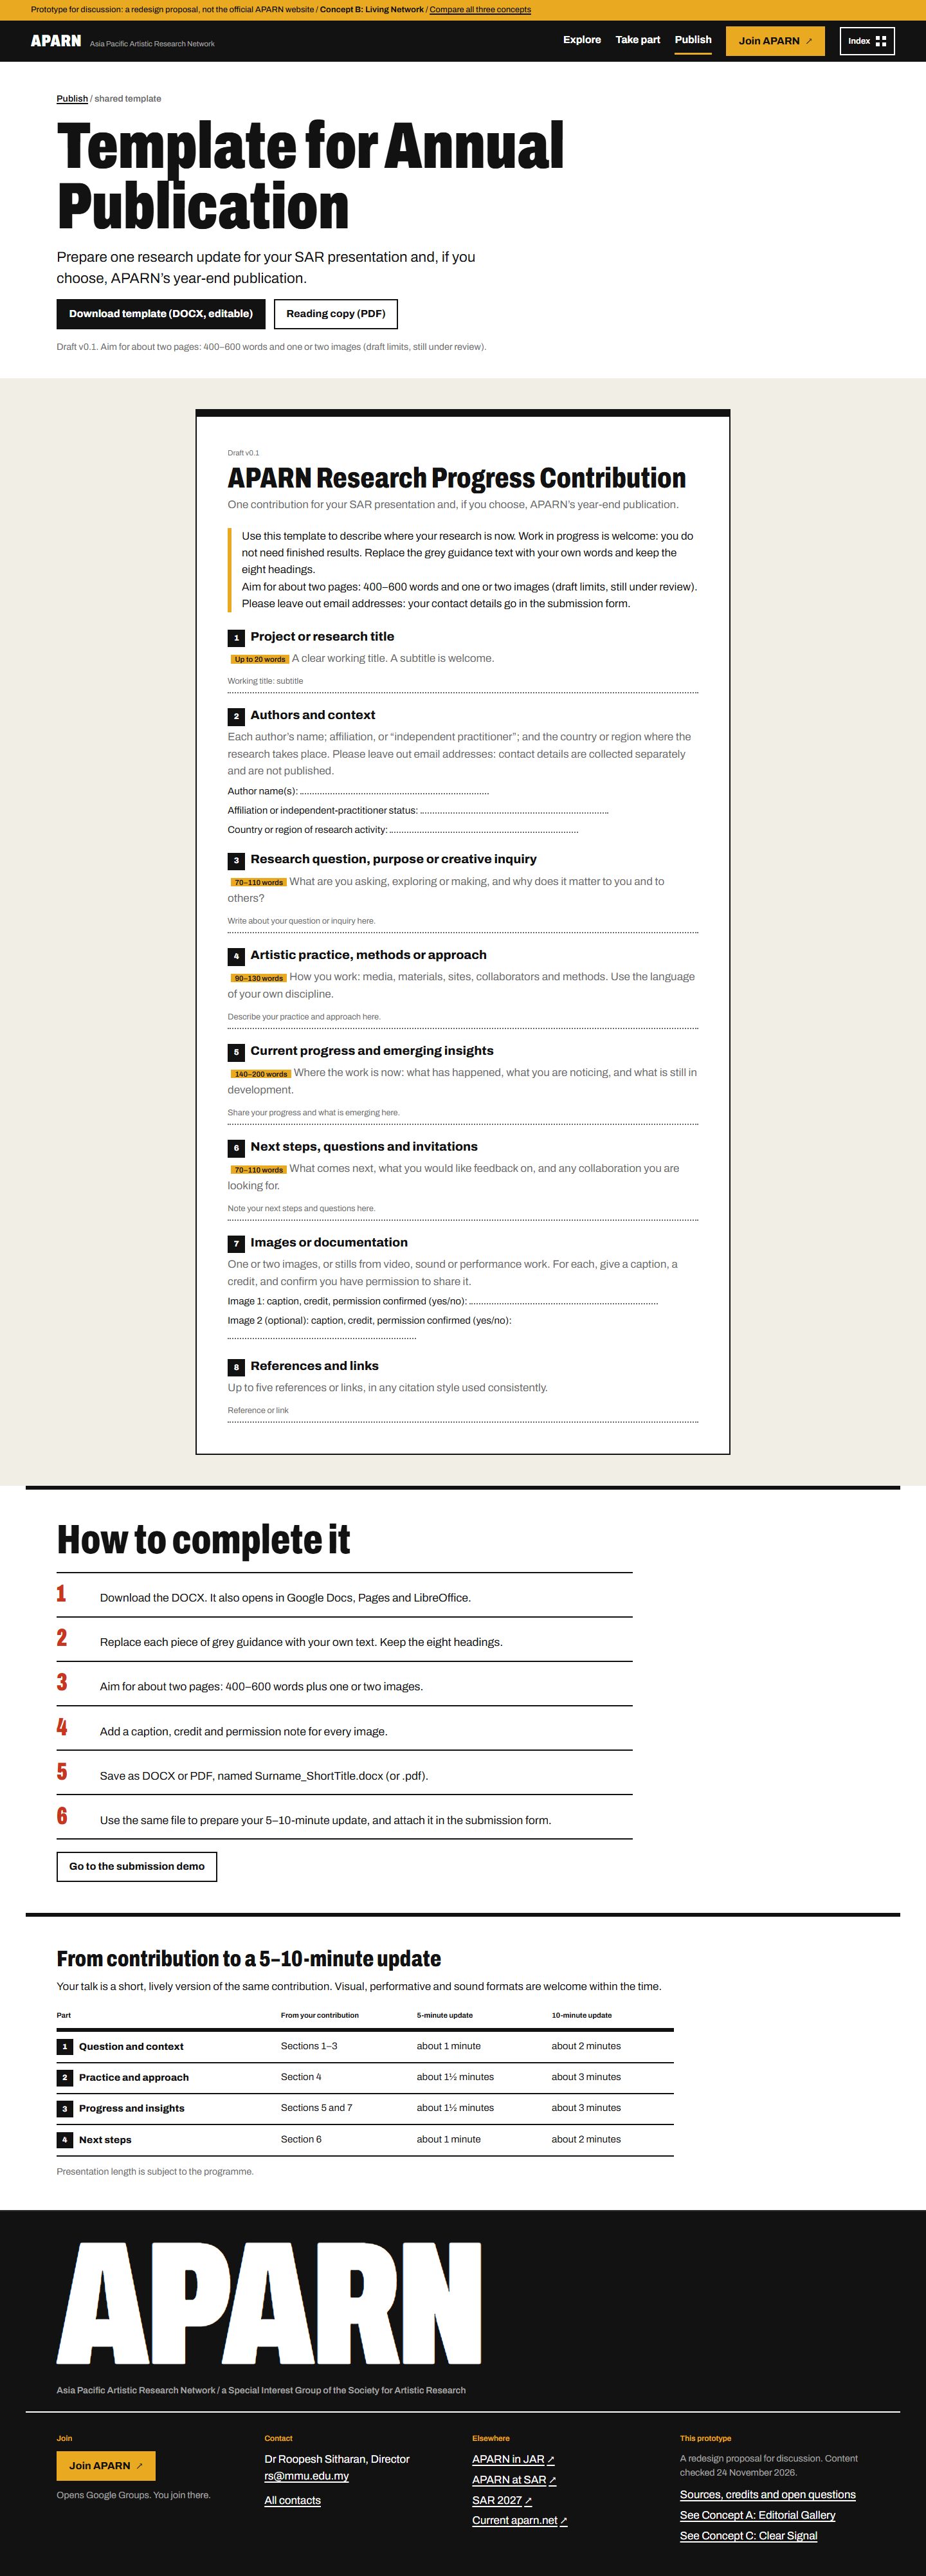 Prototype for discussion: a redesign proposal, not the official APARN website / Concept B: Living Network / Compare all three concepts
APARN Asia Pacific Artistic Research Network
Explore Take part Publish Join APARN ↗ Index
Publish / shared template
Template for Annual
Publication
Prepare one research update for your SAR presentation and, if you
choose, APARN’s year-end publication.
Download template (DOCX, editable) Reading copy (PDF)
Draft v0.1. Aim for about two pages: 400–600 words and one or two images (draft limits, still under review).
Draft v0.1
APARN Research Progress Contribution
One contribution for your SAR presentation and, if you choose, APARN’s year-end publication.
Use this template to describe where your research is now. Work in progress is welcome: you do
not need finished results. Replace the grey guidance text with your own words and keep the
eight headings.
Aim for about two pages: 400–600 words and one or two images (draft limits, still under review).
Please leave out email addresses: your contact details go in the submission form.
1 Project or research title
Up to 20 words A clear working title. A subtitle is welcome.
Working title: subtitle
2 Authors and context
Each author’s name; affiliation, or “independent practitioner”; and the country or region where the
research takes place. Please leave out email addresses: contact details are collected separately
and are not published.
Author name(s):
Affiliation or independent-practitioner status:
Country or region of research activity:
3 Research question, purpose or creative inquiry
70–110 words What are you asking, exploring or making, and why does it matter to you and to
others?
Write about your question or inquiry here.
4 Artistic practice, methods or approach
90–130 words How you work: media, materials, sites, collaborators and methods. Use the language
of your own discipline.
Describe your practice and approach here.
5 Current progress and emerging insights
140–200 words Where the work is now: what has happened, what you are noticing, and what is still in
development.
Share your progress and what is emerging here.
6 Next steps, questions and invitations
70–110 words What comes next, what you would like feedback on, and any collaboration you are
looking for.
Note your next steps and questions here.
7 Images or documentation
One or two images, or stills from video, sound or performance work. For each, give a caption, a
credit, and confirm you have permission to share it.
Image 1: caption, credit, permission confirmed (yes/no):
Image 2 (optional): caption, credit, permission confirmed (yes/no):
8 References and links
Up to five references or links, in any citation style used consistently.
Reference or link
How to complete it
1 Download the DOCX. It also opens in Google Docs, Pages and LibreOffice.
2 Replace each piece of grey guidance with your own text. Keep the eight headings.
3 Aim for about two pages: 400–600 words plus one or two images.
4 Add a caption, credit and permission note for every image.
5 Save as DOCX or PDF, named Surname_ShortTitle.docx (or .pdf).
6 Use the same file to prepare your 5–10-minute update, and attach it in the submission form.
Go to the submission demo
From contribution to a 5–10-minute update
Your talk is a short, lively version of the same contribution. Visual, performative and sound formats are welcome within the time.
Part From your contribution 5-minute update 10-minute update
1 Question and context Sections 1–3 about 1 minute about 2 minutes
2 Practice and approach Section 4 about 1½ minutes about 3 minutes
3 Progress and insights Sections 5 and 7 about 1½ minutes about 3 minutes
4 Next steps Section 6 about 1 minute about 2 minutes
Presentation length is subject to the programme.
APARN
Asia Pacific Artistic Research Network / a Special Interest Group of the Society for Artistic Research
Join
Join APARN ↗
Opens Google Groups. You join there.
Contact
Dr Roopesh Sitharan, Director
rs@mmu.edu.my
All contacts
Elsewhere
APARN in JAR ↗
APARN at SAR ↗
SAR 2027 ↗
Current aparn.net ↗
This prototype
A redesign proposal for discussion. Content
checked 24 November 2026.
Sources, credits and open questions
See Concept A: Editorial Gallery
See Concept C: Clear Signal